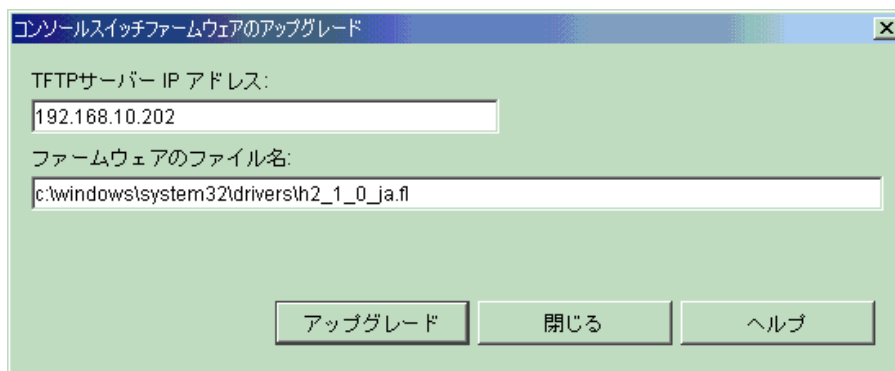 コンソールスイッチファームウェアのアップグレード
TFTPサーバー IP アドレス:
192.168.10.202
ファームウェアのファイル名:
c:\windows\system32\drivers\h2_1_0_ja.fl
アップグレード 閉じる ヘルプ